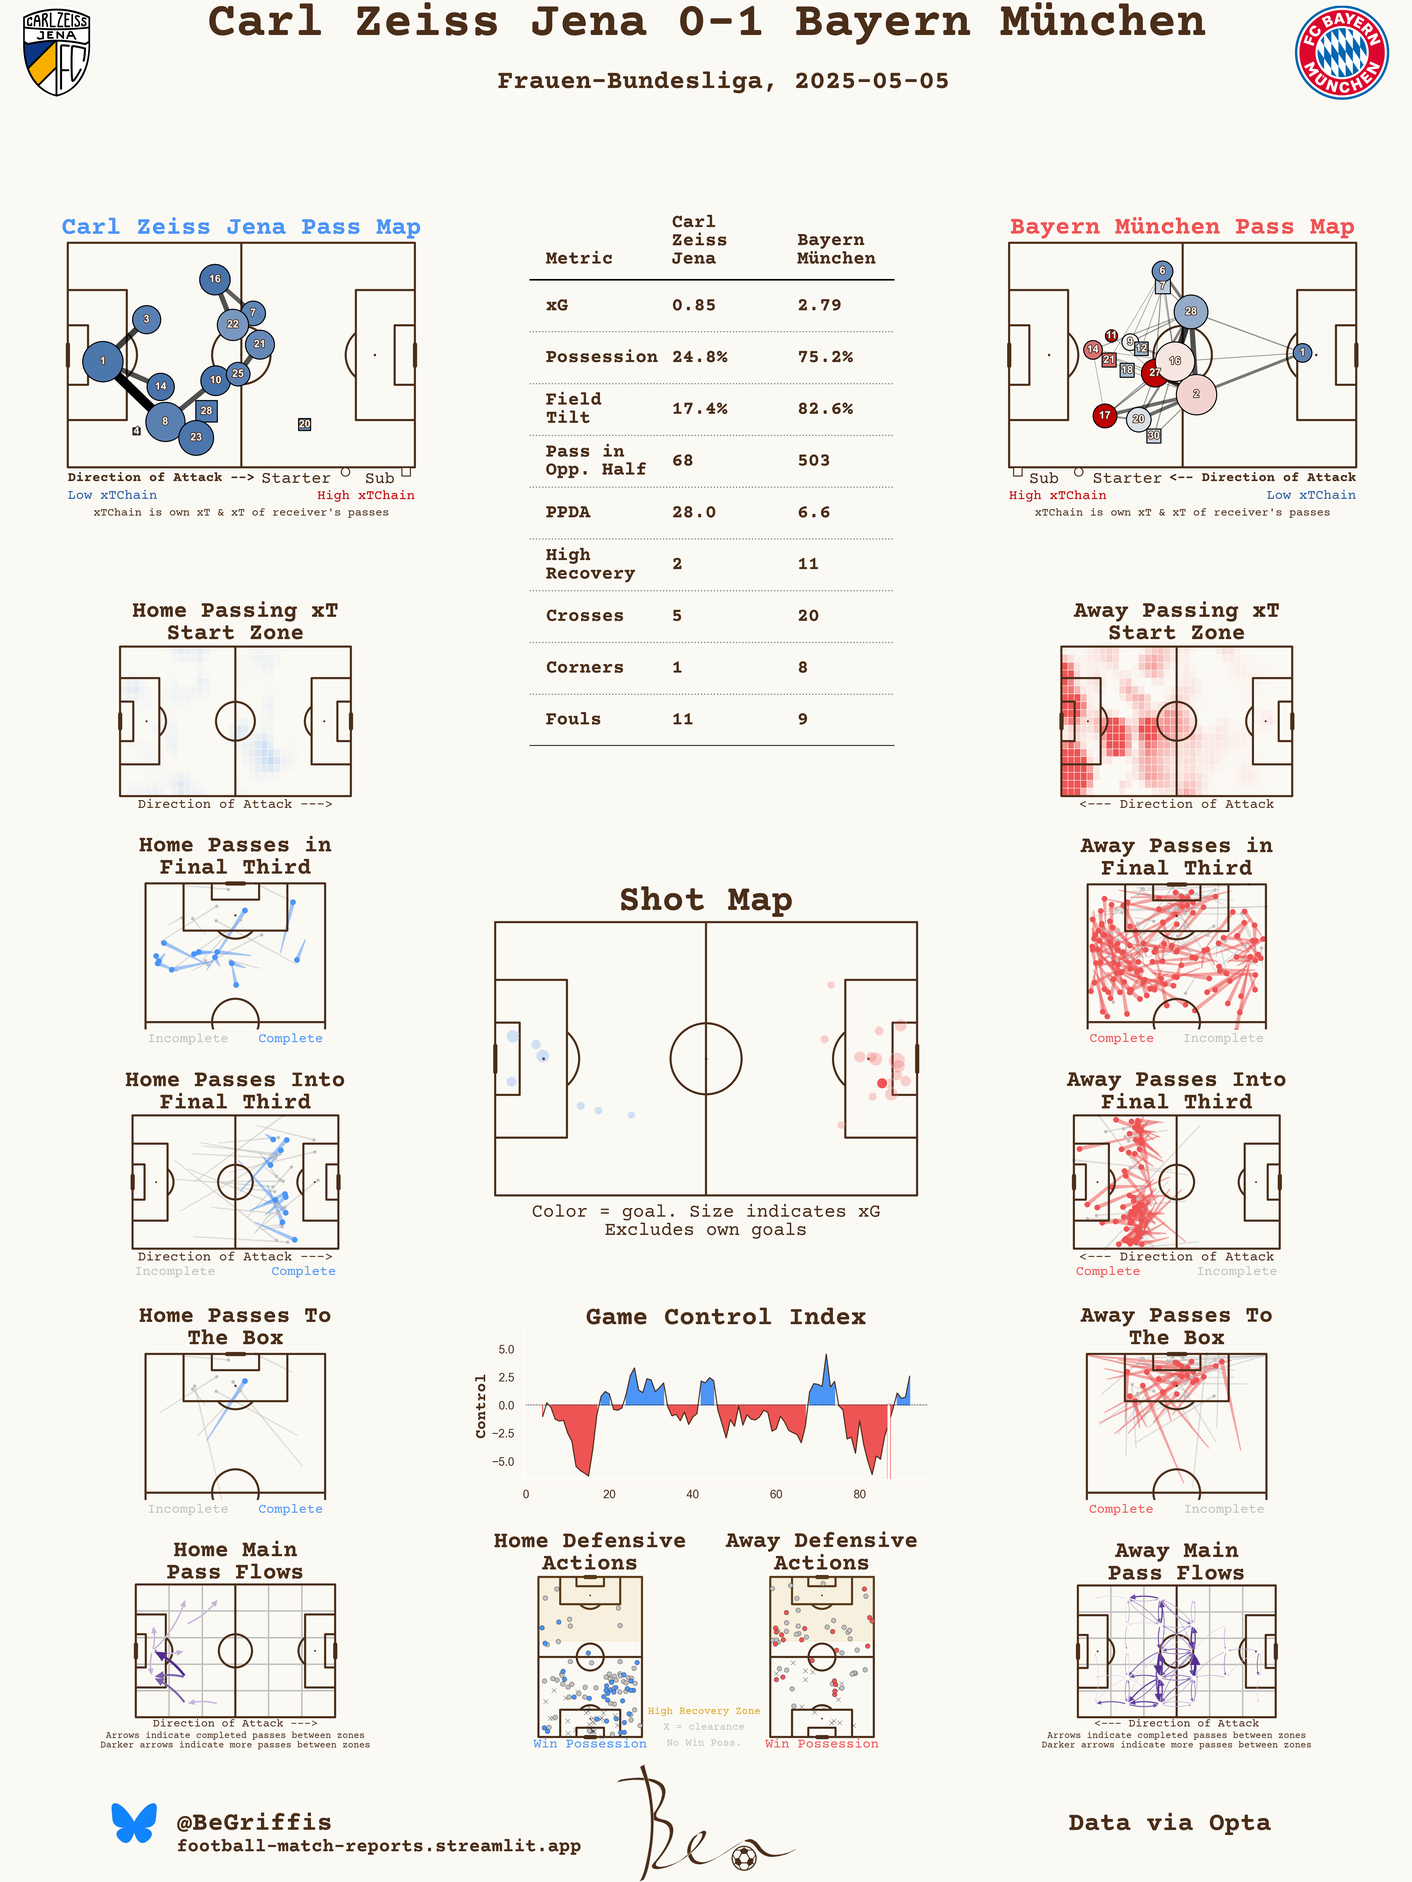 Carl Zeiss Jena 0-1 Bayern München
Frauen-Bundesliga, 2025-05-05
CARL ZEISS
JENA
FC
FC BAYERN
MÜNCHEN
Carl Zeiss Jena Pass Map
16
3
7
22
21
1
14
10
25
8
28
4
23
20
Direction of Attack --> Starter Sub
Low xTChain High xTChain
xTChain is own xT & xT of receiver's passes
Metric Carl Zeiss Jena Bayern München
xG 0.85 2.79
Possession 24.8% 75.2%
Field Tilt 17.4% 82.6%
Pass in Opp. Half 68 503
PPDA 28.0 6.6
High Recovery 2 11
Crosses 5 20
Corners 1 8
Fouls 11 9
Bayern München Pass Map
6
7
28
11
9
14
12
1
21
16
18
27
2
17
20
30
Sub Starter <-- Direction of Attack
High xTChain Low xTChain
xTChain is own xT & xT of receiver's passes
Home Passing xT
Start Zone
Direction of Attack --->
Away Passing xT
Start Zone
<--- Direction of Attack
Home Passes in
Final Third
Incomplete Complete
Away Passes in
Final Third
Complete Incomplete
Shot Map
Color = goal. Size indicates xG
Excludes own goals
Home Passes Into
Final Third
Direction of Attack --->
Incomplete Complete
Away Passes Into
Final Third
<--- Direction of Attack
Complete Incomplete
Home Passes To
The Box
Incomplete Complete
Game Control Index
Control
5.0
2.5
0.0
−2.5
−5.0
0 20 40 60 80
Away Passes To
The Box
Complete Incomplete
Home Main
Pass Flows
Direction of Attack --->
Arrows indicate completed passes between zones
Darker arrows indicate more passes between zones
Home Defensive
Actions
Win Possession
High Recovery Zone
X = clearance
No Win Poss.
Away Defensive
Actions
Win Possession
Away Main
Pass Flows
<--- Direction of Attack
Arrows indicate completed passes between zones
Darker arrows indicate more passes between zones
@BeGriffis
football-match-reports.streamlit.app
Ben
Data via Opta